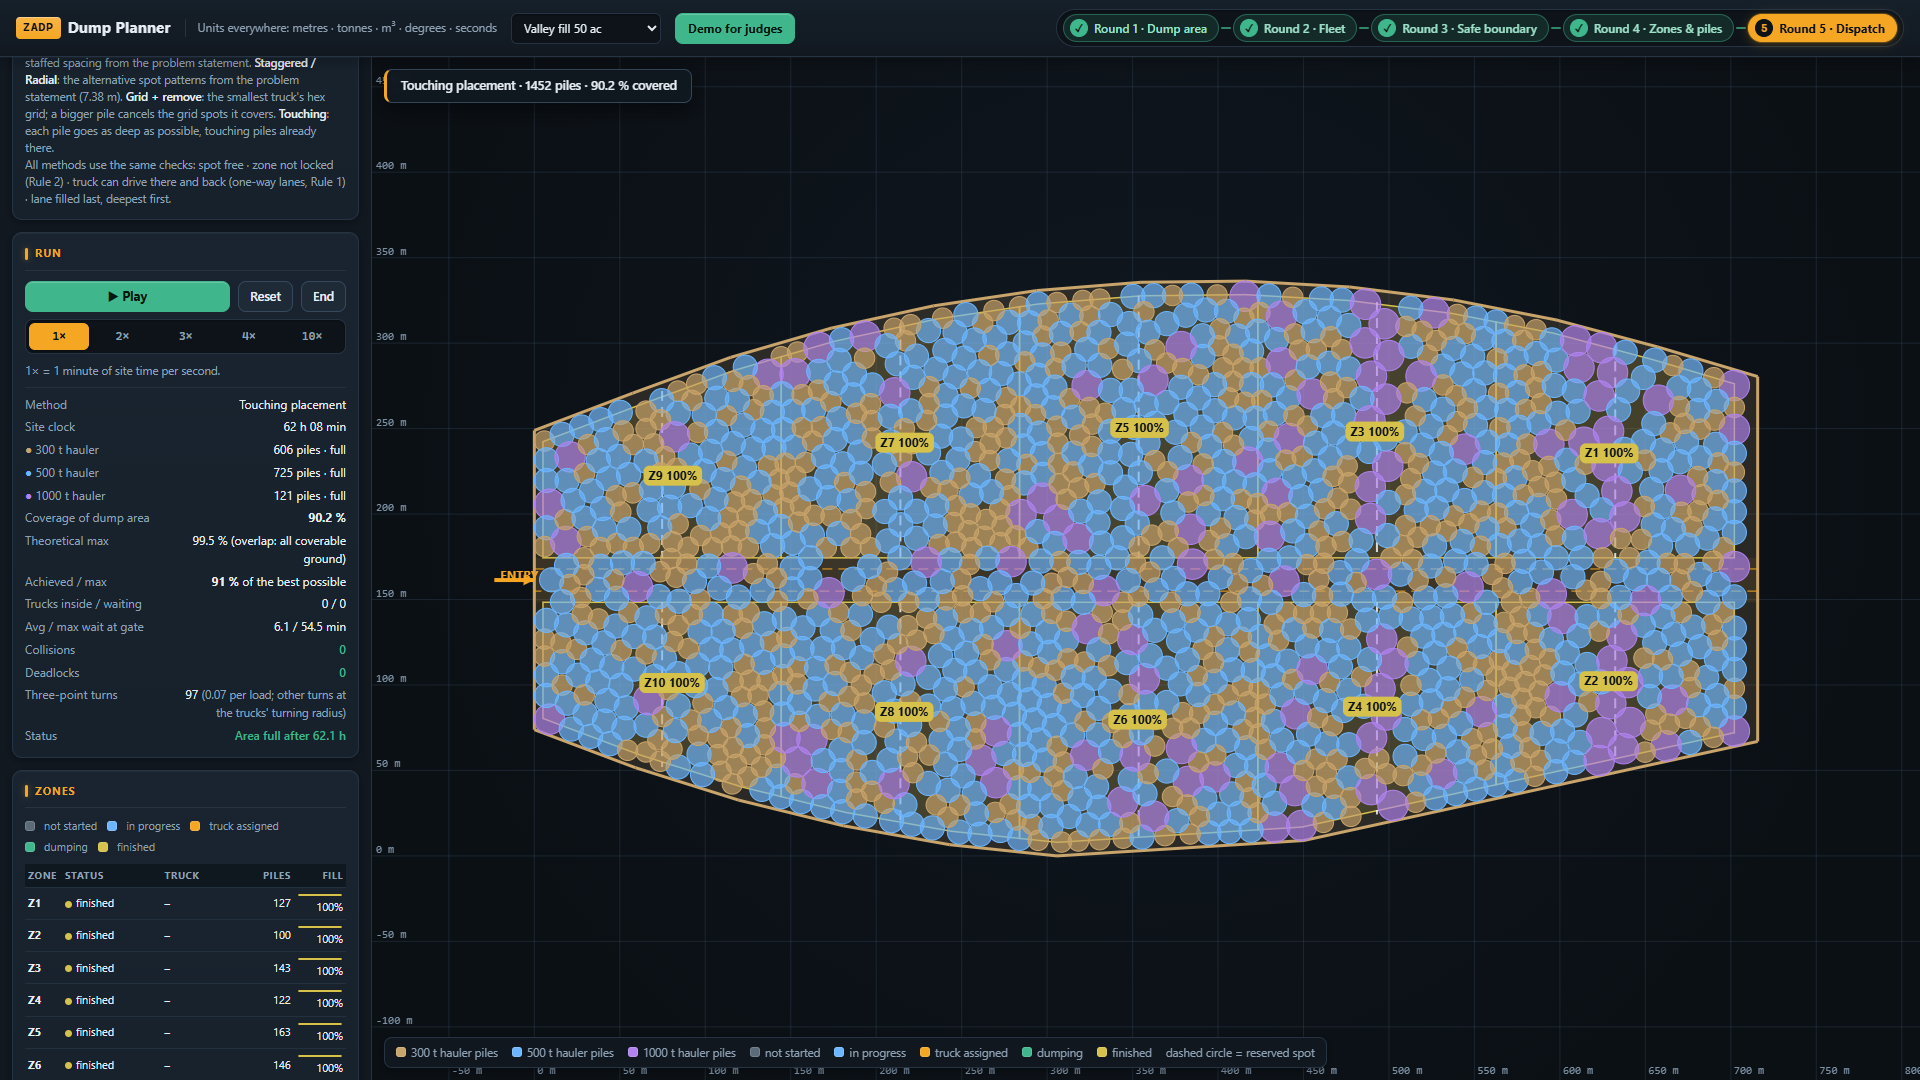 ZADP Dump Planner Units everywhere: metres · tonnes · m³ · degrees · seconds Valley fill 50 ac Demo for judges ✓ Round 1 · Dump area ✓ Round 2 · Fleet ✓ Round 3 · Safe boundary ✓ Round 4 · Zones & piles 5 Round 5 · Dispatch
staffed spacing from the problem statement. Staggered /
Radial: the alternative spot patterns from the problem
statement (7.38 m). Grid + remove: the smallest truck's hex
grid; a bigger pile cancels the grid spots it covers. Touching:
each pile goes as deep as possible, touching piles already
there.
All methods use the same checks: spot free · zone not locked
(Rule 2) · truck can drive there and back (one-way lanes, Rule 1)
· lane filled last, deepest first.
RUN
▶ Play Reset End
1× 2× 3× 4× 10×
1× = 1 minute of site time per second.
Method Touching placement
Site clock 62 h 08 min
300 t hauler 606 piles · full
500 t hauler 725 piles · full
1000 t hauler 121 piles · full
Coverage of dump area 90.2 %
Theoretical max 99.5 % (overlap: all coverable
ground)
Achieved / max 91 % of the best possible
Trucks inside / waiting 0 / 0
Avg / max wait at gate 6.1 / 54.5 min
Collisions 0
Deadlocks 0
Three-point turns 97 (0.07 per load; other turns at
the trucks' turning radius)
Status Area full after 62.1 h
ZONES
not started in progress truck assigned
dumping finished
ZONE STATUS TRUCK PILES FILL
Z1 finished – 127 100%
Z2 finished – 100 100%
Z3 finished – 143 100%
Z4 finished – 122 100%
Z5 finished – 163 100%
Z6 finished – 146 100%
Touching placement · 1452 piles · 90.2 % covered
400 m
350 m
300 m
250 m
200 m
150 m
100 m
50 m
0 m
-50 m
-100 m
ENTRY
Z5 100%
Z3 100%
Z7 100%
Z1 100%
Z9 100%
Z2 100%
Z10 100%
Z4 100%
Z8 100%
Z6 100%
300 t hauler piles 500 t hauler piles 1000 t hauler piles not started in progress truck assigned dumping finished dashed circle = reserved spot
-50 m 0 m 50 m 100 m 150 m 200 m 250 m 300 m 350 m 400 m 450 m 500 m 550 m 600 m 650 m 700 m 750 m